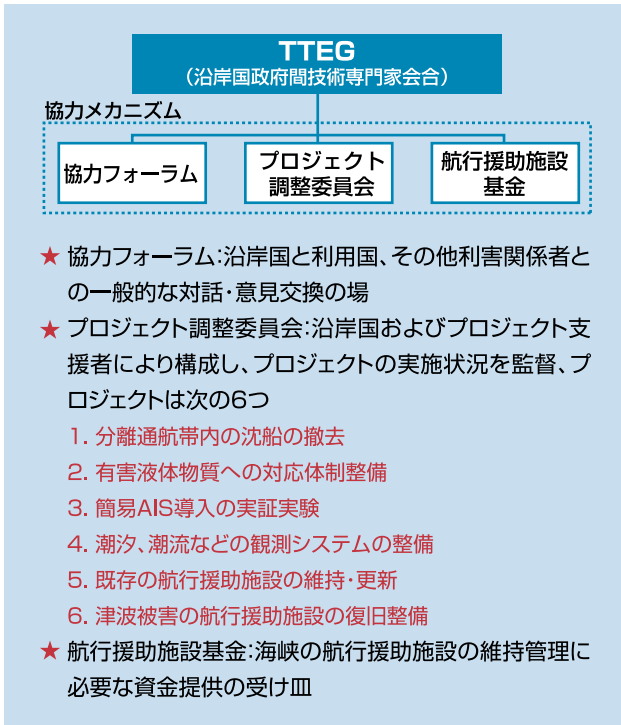 TTEG
（沿岸国政府間技術専門家会合）
協力メカニズム
協力フォーラム
プロジェクト
調整委員会
航行援助施設
基金
★ 協力フォーラム:沿岸国と利用国、その他利害関係者と
の一般的な対話・意見交換の場
★ プロジェクト調整委員会:沿岸国およびプロジェクト支
援者により構成し、プロジェクトの実施状況を監督、プ
ロジェクトは次の6つ
1. 分離通航帯内の沈船の撤去
2. 有害液体物質への対応体制整備
3. 簡易AIS導入の実証実験
4. 潮汐、潮流などの観測システムの整備
5. 既存の航行援助施設の維持・更新
6. 津波被害の航行援助施設の復旧整備
★ 航行援助施設基金:海峡の航行援助施設の維持管理に
必要な資金提供の受け皿